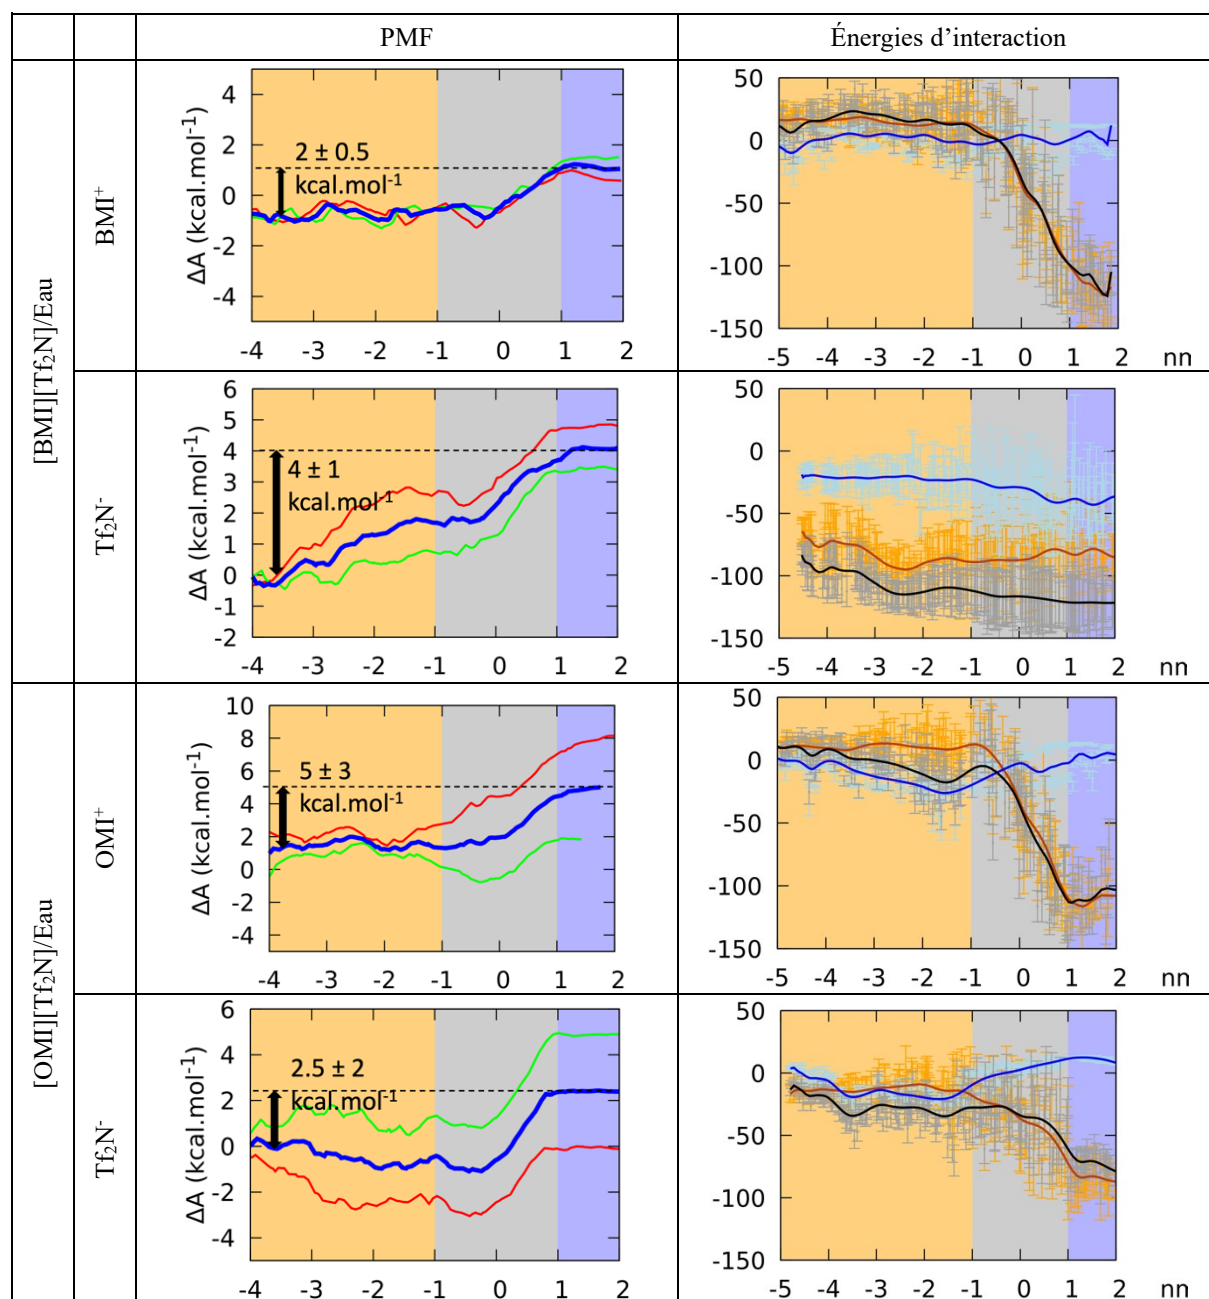 PMF
Énergies d’interaction
[BMI][Tf₂N]/Eau
BMI⁺
ΔA (kcal.mol⁻¹)
4
2
0
-2
-4
2 ± 0.5
kcal.mol⁻¹
-4 -3 -2 -1 0 1 2
50
0
-50
-100
-150
-5 -4 -3 -2 -1 0 1 2 nn
Tf₂N⁻
ΔA (kcal.mol⁻¹)
6
5
4
3
2
1
0
-1
-2
4 ± 1
kcal.mol⁻¹
-4 -3 -2 -1 0 1 2
50
0
-50
-100
-150
-5 -4 -3 -2 -1 0 1 2 nn
[OMI][Tf₂N]/Eau
OMI⁺
ΔA (kcal.mol⁻¹)
10
8
6
4
2
0
-2
-4
5 ± 3
kcal.mol⁻¹
-4 -3 -2 -1 0 1 2
50
0
-50
-100
-150
-5 -4 -3 -2 -1 0 1 2 nn
Tf₂N⁻
ΔA (kcal.mol⁻¹)
6
4
2
0
-2
-4
2.5 ± 2
kcal.mol⁻¹
-4 -3 -2 -1 0 1 2
50
0
-50
-100
-150
-5 -4 -3 -2 -1 0 1 2 nn